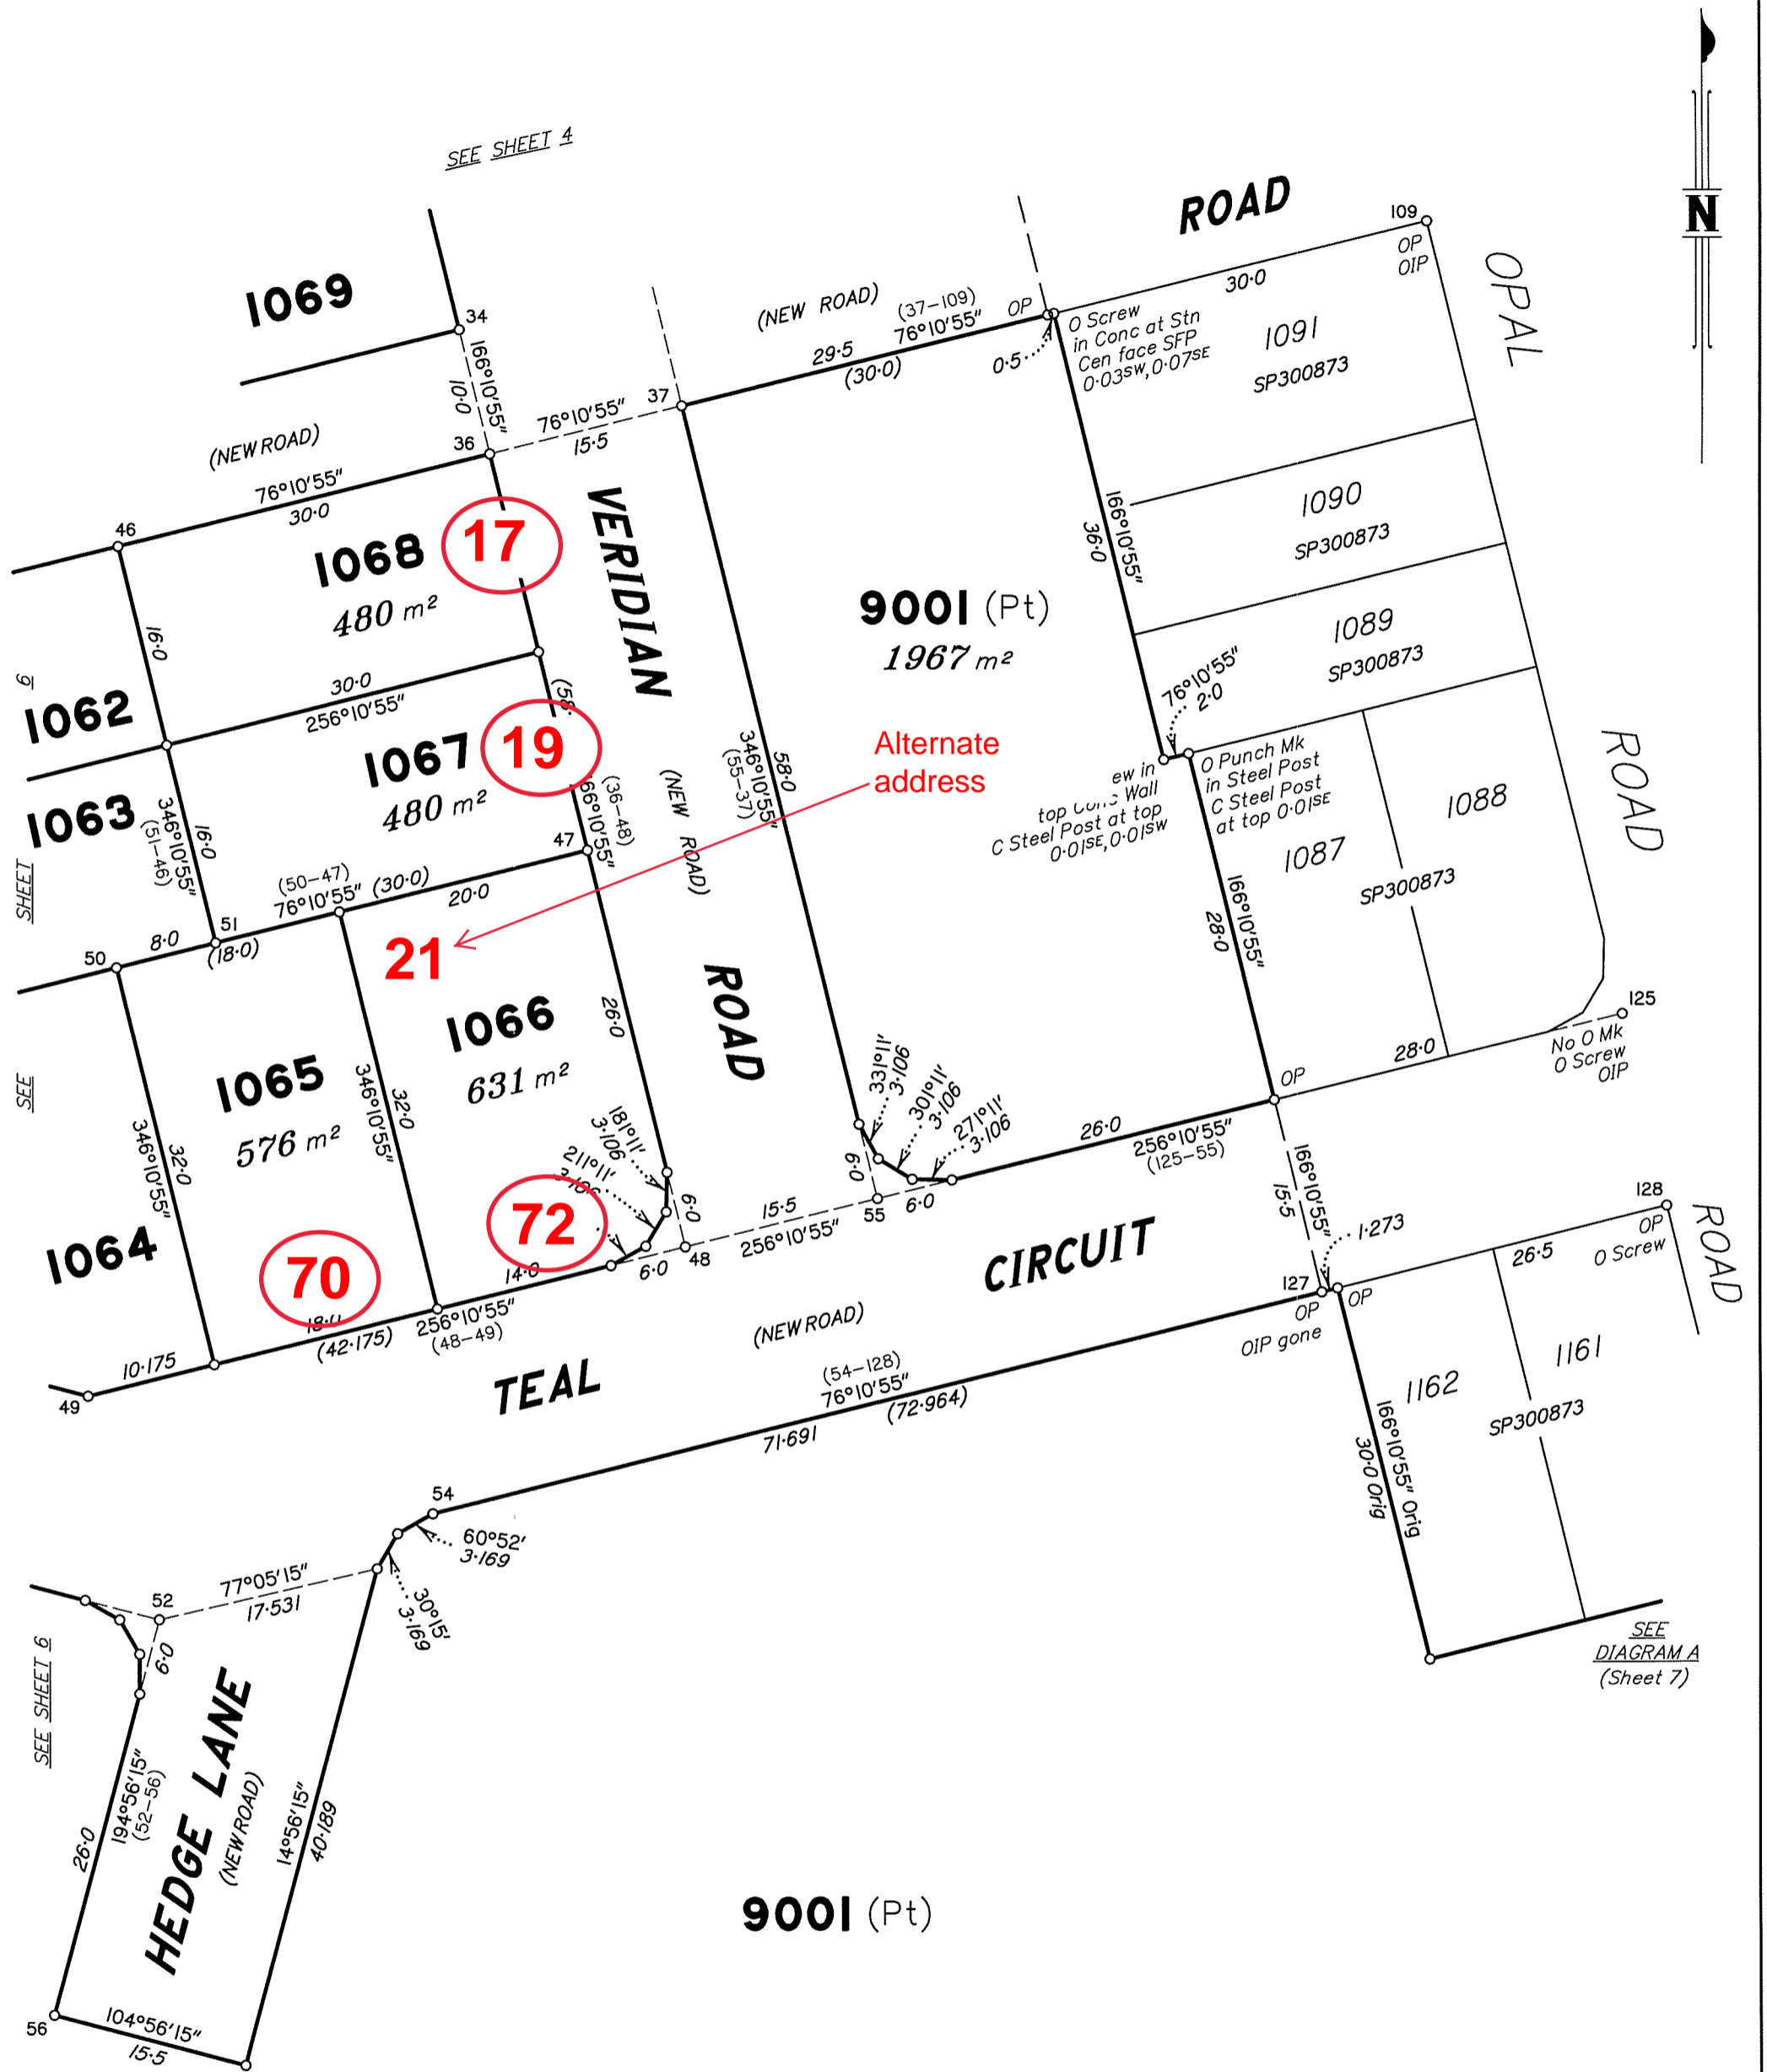 SEE SHEET 4
N
ROAD
109
OP
OIP
30·0
OPAL
1069
34
166°10'55"
10·0
(NEW ROAD)
(37–109)
76°10'55"
OP
29·5
(30·0)
0·5
O Screw
in Conc at Stn
Cen face SFP
0·03SW,0·07SE
1091
SP300873
37
76°10'55"
15·5
36
(NEW ROAD)
76°10'55"
30·0
46
1068
17
480 m²
VERIDIAN
16·0
166°10'55"
36·0
1090
SP300873
9001 (Pt)
1967 m²
1089
SP300873
76°10'55"
2·0
9
1062
30·0
256°10'55"
(58·
1067
19
480 m²
Alternate
address
346°10'55"
(55–37)
58·0
ROAD
1063
346°10'55"
(51–46)
16·0
66°10'55"
(36–48)
(NEW ROAD)
ew in
Wall
C Steel Post at top
0·01SE,0·01SW
O Punch Mk
in Steel Post
C Steel Post
at top 0·01SE
1088
1087
SP300873
47
(50–47)
76°10'55"
(30·0)
20·0
SHEET
50
8·0
51
(18·0)
21
166°10'55"
28·0
1066
631 m²
26·0
ROAD
125
No O Mk
O Screw
OIP
28·0
OP
SEE
1065
576 m²
346°10'55"
32·0
346°10'55"
32·0
331°11'
3·106
301°11'
3·106
271°11'
3·106
181°11'
3·106
211°11'
6·0
26·0
256°10'55"
(125–55)
166°10'55"
15·5
1064
70
72
6·0
15·5
256°10'55"
55
6·0
48
6·0
14·0
256°10'55"
(48–49)
(42·175)
10·175
49
CIRCUIT
1·273
128
OP
O Screw
26·5
ROAD
127
OP
OIP gone
OP
(NEW ROAD)
TEAL
(54–128)
76°10'55"
(72·964)
71·691
1162
1161
SP300873
166°10'55" Orig
30·0 Orig
54
60°52'
3·169
30°15'
3·169
77°05'15"
17·531
52
6·0
SEE SHEET 6
HEDGE LANE
(NEW ROAD)
194°56'15"
(52–56)
26·0
14°56'15"
40·189
SEE
DIAGRAM A
(Sheet 7)
9001 (Pt)
56
104°56'15"
15·5